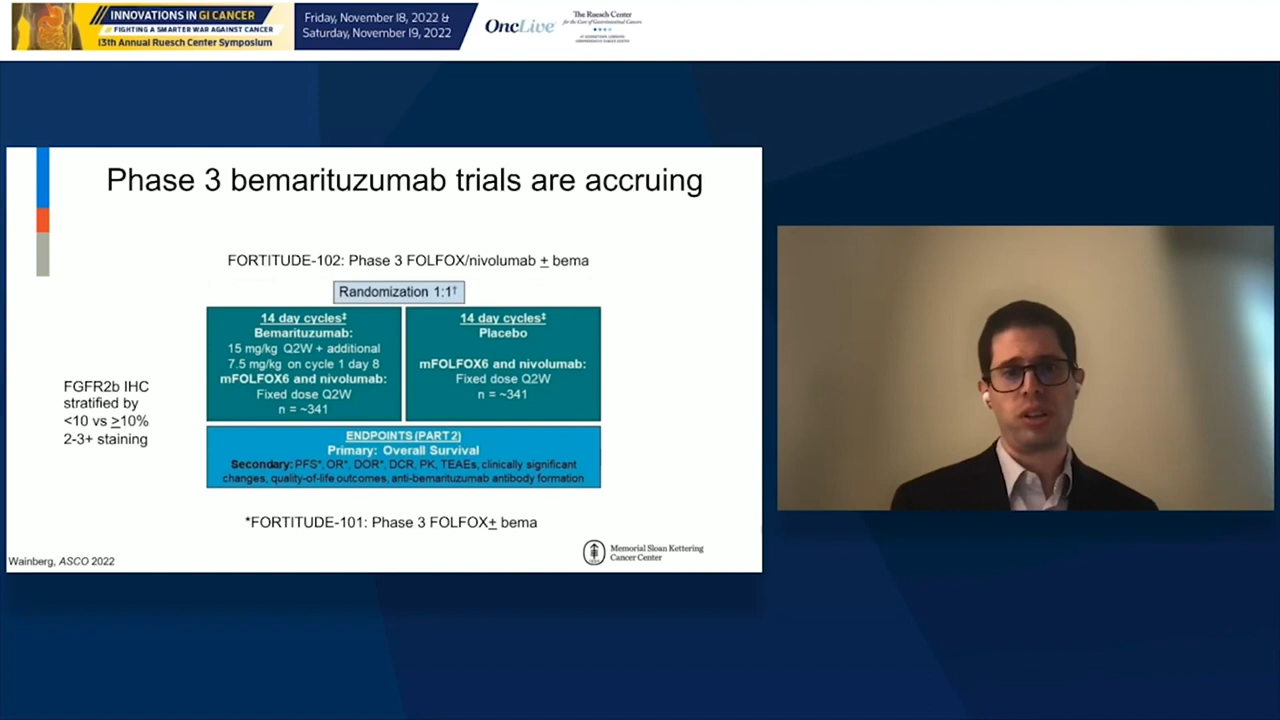 INNOVATIONS IN GI CANCER
FIGHTING A SMARTER WAR AGAINST CANCER
13th Annual Ruesch Center Symposium
Friday, November 18, 2022 &
Saturday, November 19, 2022
OncLive
The Ruesch Center
for the Cure of Gastrointestinal Cancers
Phase 3 bemarituzumab trials are accruing
FORTITUDE-102: Phase 3 FOLFOX/nivolumab ± bema
Randomization 1:1†
14 day cycles‡
Bemarituzumab:
15 mg/kg Q2W + additional
7.5 mg/kg on cycle 1 day 8
mFOLFOX6 and nivolumab:
Fixed dose Q2W
n = ~341
14 day cycles‡
Placebo
mFOLFOX6 and nivolumab:
Fixed dose Q2W
n = ~341
FGFR2b IHC
stratified by
<10 vs ≥10%
2-3+ staining
ENDPOINTS (PART 2)
Primary: Overall Survival
Secondary: PFS*, OR*, DOR*, DCR, PK, TEAEs, clinically significant
changes, quality-of-life outcomes, anti-bemarituzumab antibody formation
*FORTITUDE-101: Phase 3 FOLFOX± bema
Wainberg, ASCO 2022
Memorial Sloan Kettering
Cancer Center